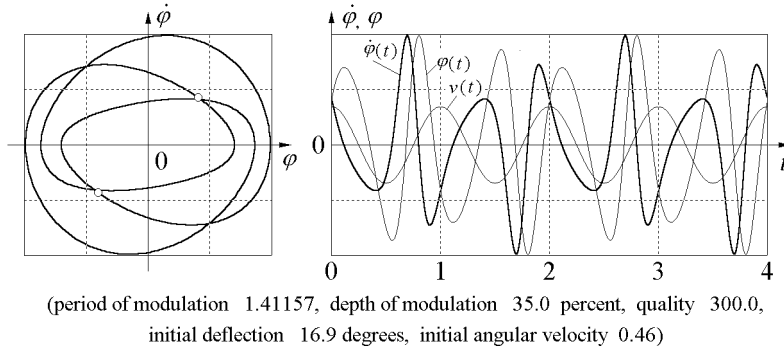 φ̇
φ
0
φ̇, φ
φ̇(t)
φ(t)
v(t)
0
t
0 1 2 3 4
(period of modulation 1.41157, depth of modulation 35.0 percent, quality 300.0,
initial deflection 16.9 degrees, initial angular velocity 0.46)